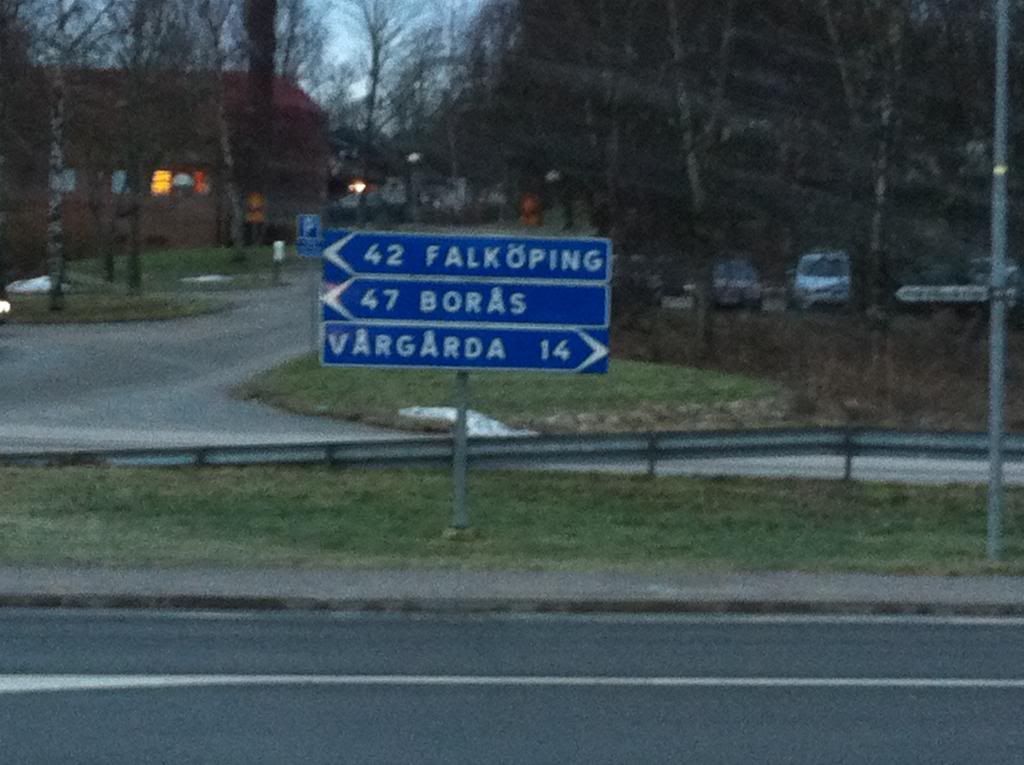 42 FALKÖPING
47 BORÅS
VÅRGÅRDA 14